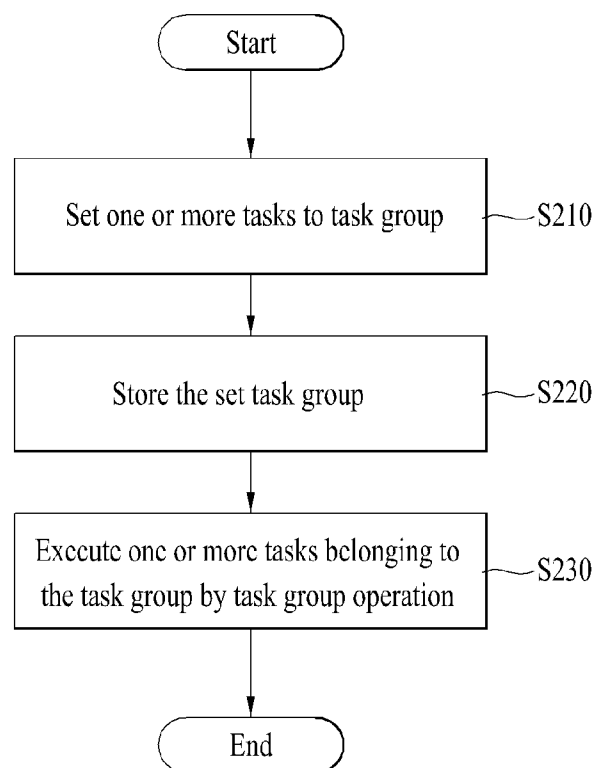 Start
Set one or more tasks to task group
S210
Store the set task group
S220
Execute one or more tasks belonging to
the task group by task group operation
S230
End